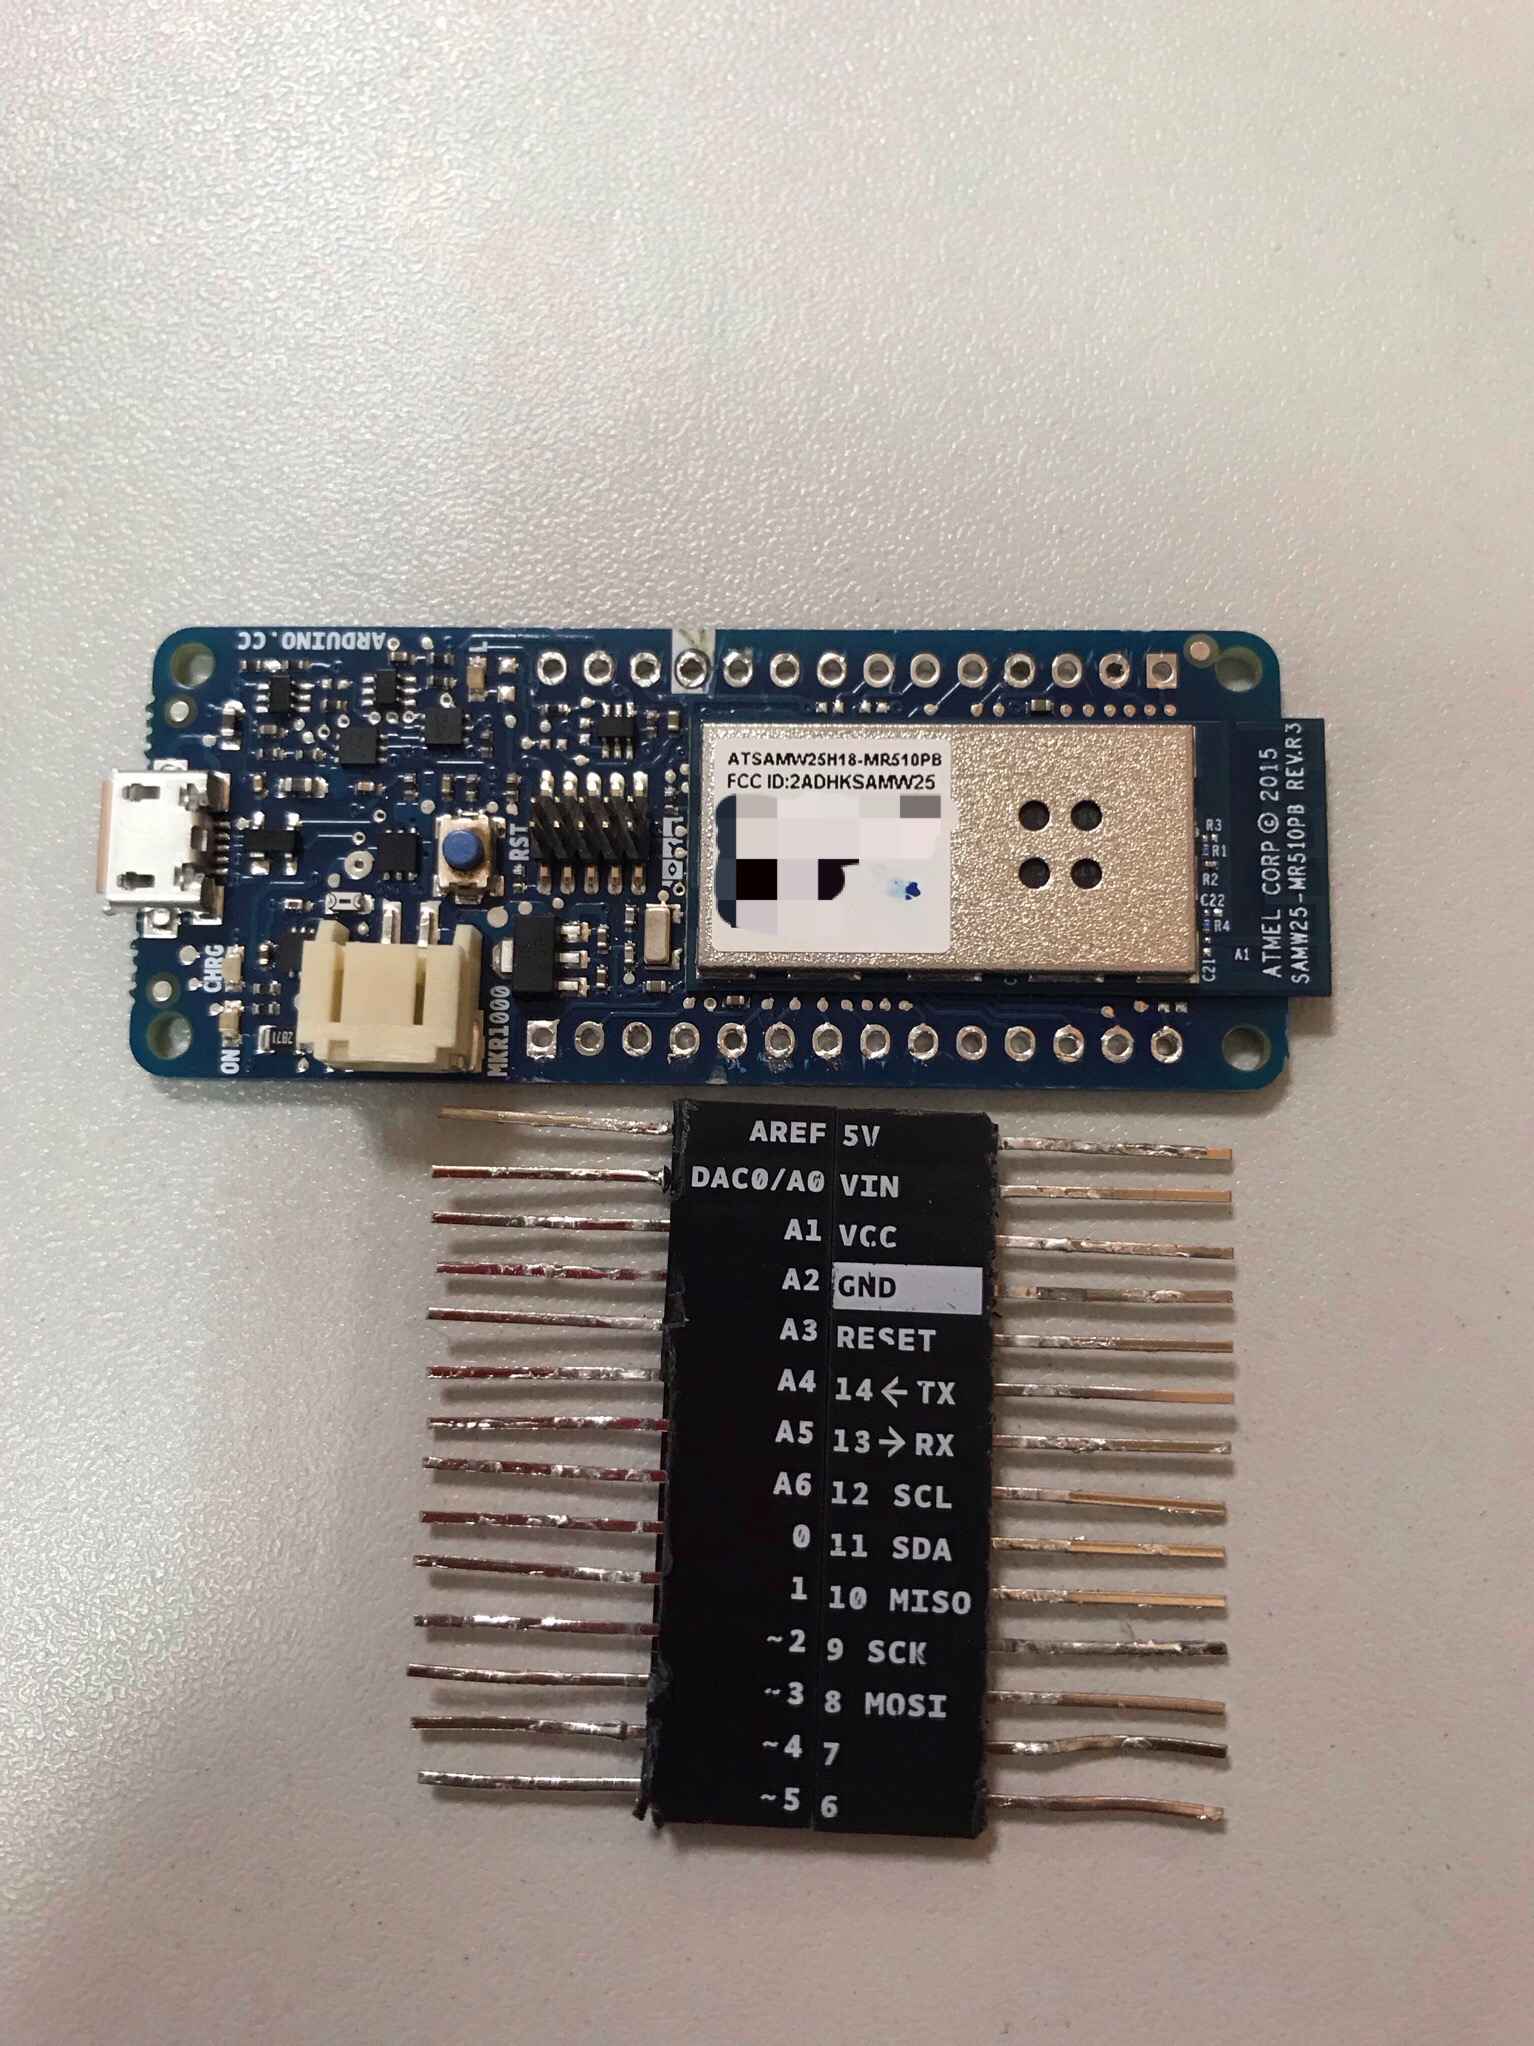 ARDUINO.CC
L
ATSAMW25H18-MR510PB
FCC ID:2ADHKSAMW25
RST
CHRG
ON
2871
MKR1000
R3
R1
R2
C22
R4
A1
C21
ATMEL CORP © 2015
SAMW25-MR510PB REV.R3
AREF 5V
DAC0/A0 VIN
A1 VCC
A2 GND
A3 RESET
A4 14←TX
A5 13→RX
A6 12 SCL
0 11 SDA
1 10 MISO
~2 9 SCK
~3 8 MOSI
~4 7
~5 6